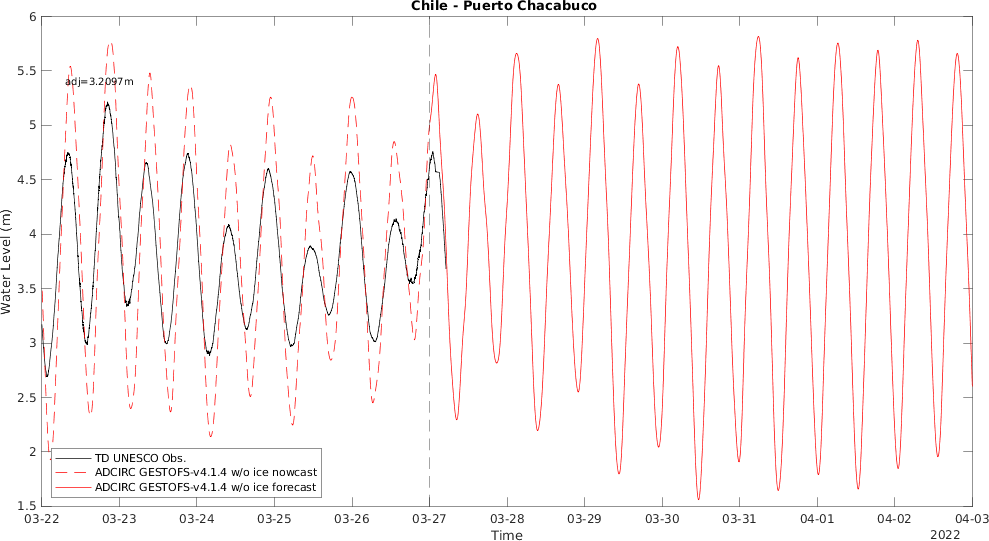 Chile - Puerto Chacabuco
6
5.5
5
4.5
4
3.5
3
2.5
2
1.5
Water Level (m)
adj=3.2097m
TD UNESCO Obs.
ADCIRC GESTOFS-v4.1.4 w/o ice nowcast
ADCIRC GESTOFS-v4.1.4 w/o ice forecast
03-22 03-23 03-24 03-25 03-26 03-27 03-28 03-29 03-30 03-31 04-01 04-02 04-03
Time
2022